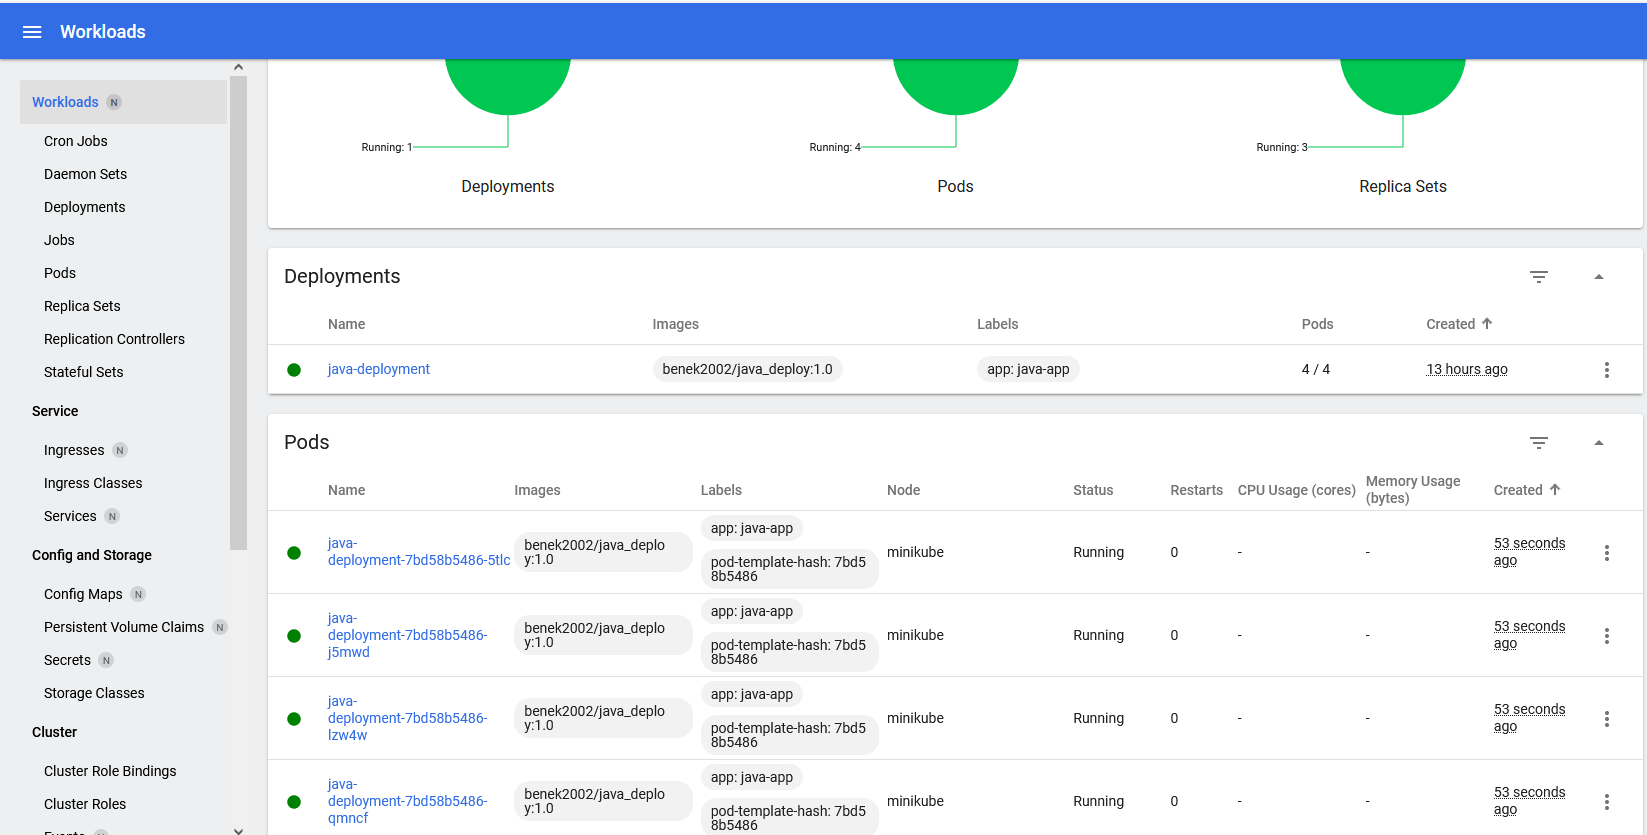 Workloads
Workloads N
Cron Jobs
Daemon Sets
Deployments
Jobs
Pods
Replica Sets
Replication Controllers
Stateful Sets
Service
Ingresses N
Ingress Classes
Services N
Config and Storage
Config Maps N
Persistent Volume Claims N
Secrets N
Storage Classes
Cluster
Cluster Role Bindings
Cluster Roles
Events N
Running: 1
Running: 4
Running: 3
Deployments
Pods
Replica Sets
Deployments
Name Images Labels Pods Created
java-deployment benek2002/java_deploy:1.0 app: java-app 4 / 4 13 hours ago
Pods
Name Images Labels Node Status Restarts CPU Usage (cores) Memory Usage
(bytes) Created
java-
deployment-7bd58b5486-5tlc
benek2002/java_deplo
y:1.0
app: java-app
pod-template-hash: 7bd5
8b5486
minikube Running 0 - -
53 seconds
ago
java-
deployment-7bd58b5486-
j5mwd
benek2002/java_deplo
y:1.0
app: java-app
pod-template-hash: 7bd5
8b5486
minikube Running 0 - -
53 seconds
ago
java-
deployment-7bd58b5486-
lzw4w
benek2002/java_deplo
y:1.0
app: java-app
pod-template-hash: 7bd5
8b5486
minikube Running 0 - -
53 seconds
ago
java-
deployment-7bd58b5486-
qmncf
benek2002/java_deplo
y:1.0
app: java-app
pod-template-hash: 7bd5
8b5486
minikube Running 0 - -
53 seconds
ago